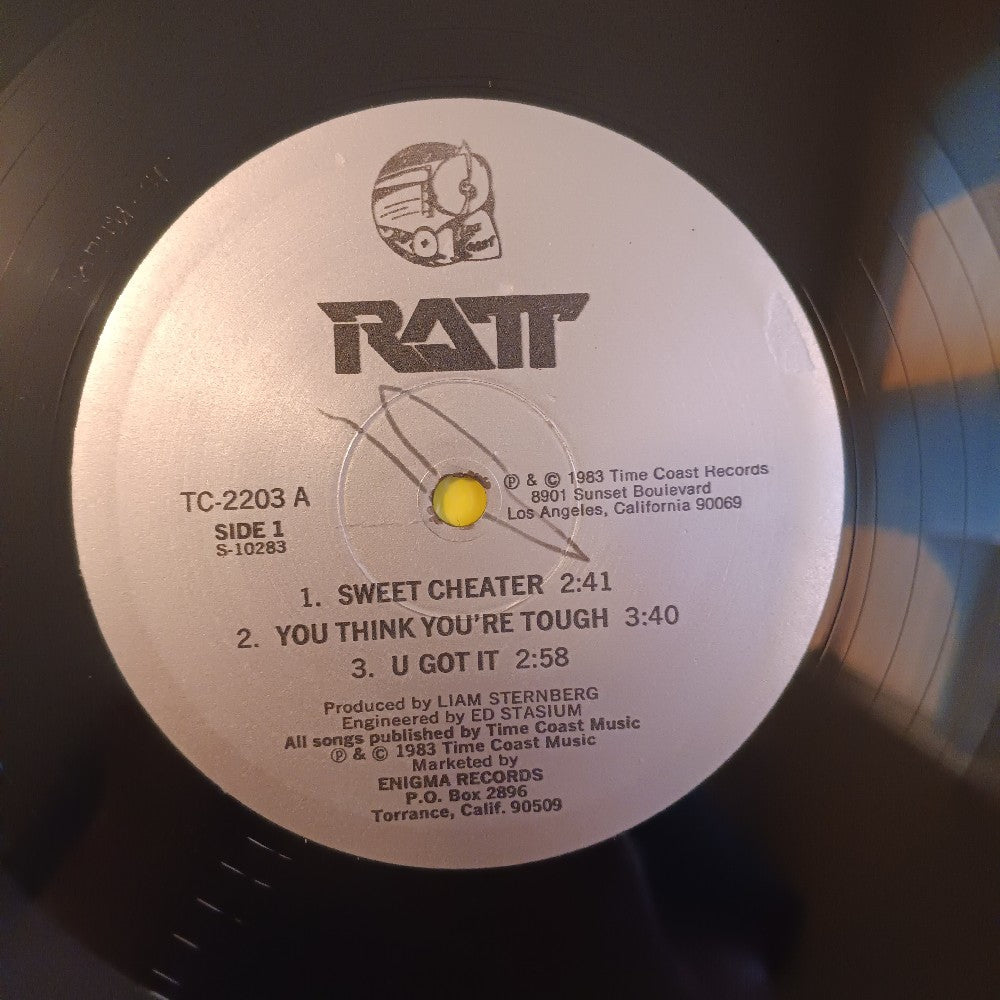 RATT
TC-2203 A
SIDE 1
S-10283
℗ & © 1983 Time Coast Records
8901 Sunset Boulevard
Los Angeles, California 90069
1. SWEET CHEATER 2:41
2. YOU THINK YOU'RE TOUGH 3:40
3. U GOT IT 2:58
Produced by LIAM STERNBERG
Engineered by ED STASIUM
All songs published by Time Coast Music
℗ & © 1983 Time Coast Music
Marketed by
ENIGMA RECORDS
P.O. Box 2896
Torrance, Calif. 90509